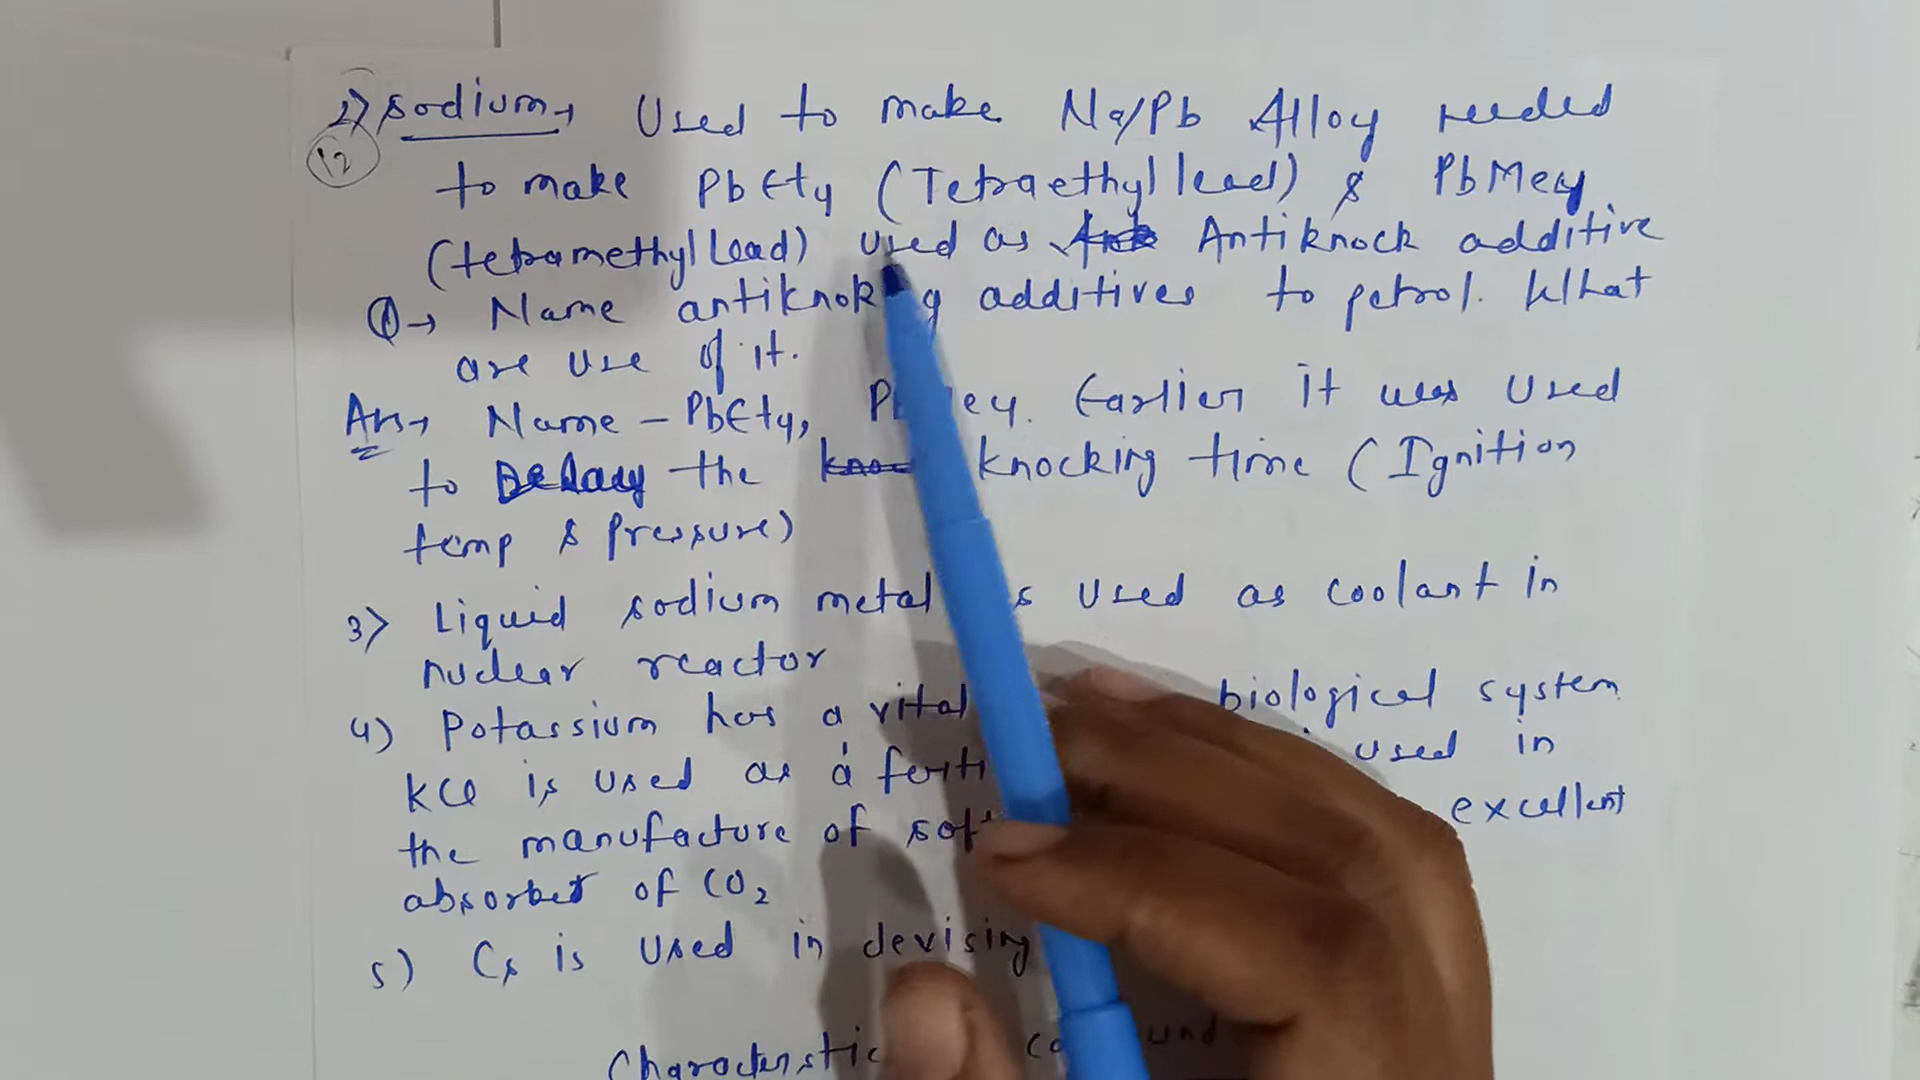 2) Sodium → Used to make Na/Pb Alloy needed
12
to make PbEt4 (Tetraethyl lead) & PbMe4
(tetramethyl Lead) used as Antiknock additive
Q → Name antiknok g additives to petrol. What
are use of it.
Ans → Name - PbEt4, P ey. Earlier it was used
to Delay the knocking time (Ignition
temp & Pressure)
3) Liquid sodium metal s used as coolant in
nuclear reactor
4) Potassium has a vital biological system
KCl is used as a ferti used in
the manufacture of sof excellent
absorber of CO2
5) Cs is used in devising
Characterstic co und